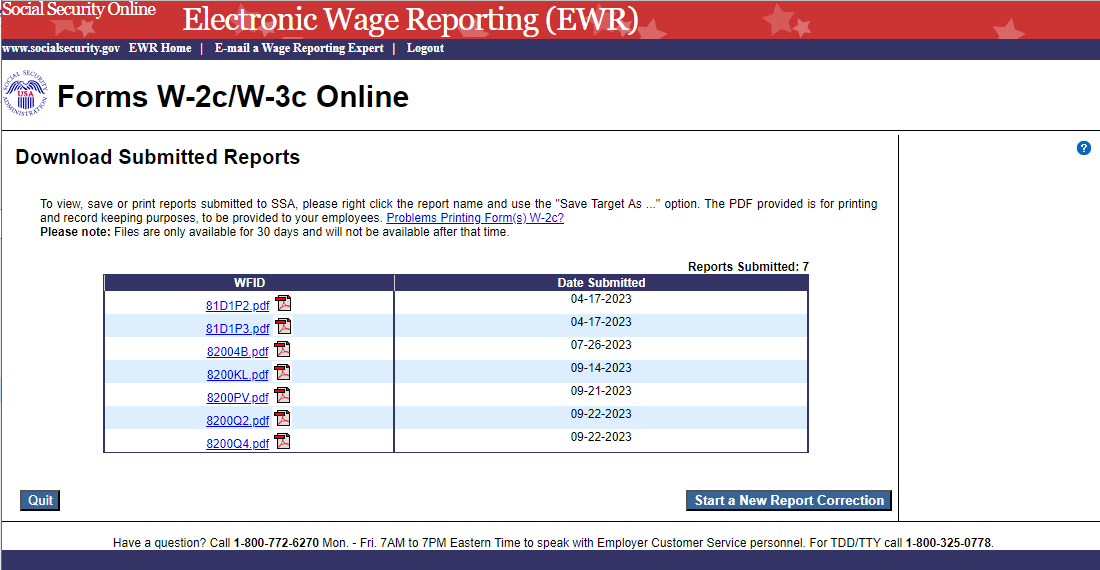 Social Security Online
Electronic Wage Reporting (EWR)
www.socialsecurity.gov EWR Home | E-mail a Wage Reporting Expert | Logout
SOCIAL SECURITY ADMINISTRATION
USA
Forms W-2c/W-3c Online
?
Download Submitted Reports
To view, save or print reports submitted to SSA, please right click the report name and use the "Save Target As ..." option. The PDF provided is for printing
and record keeping purposes, to be provided to your employees. Problems Printing Form(s) W-2c?
Please note: Files are only available for 30 days and will not be available after that time.
Reports Submitted: 7
WFID Date Submitted
81D1P2.pdf 04-17-2023
81D1P3.pdf 04-17-2023
82004B.pdf 07-26-2023
8200KL.pdf 09-14-2023
8200PV.pdf 09-21-2023
8200Q2.pdf 09-22-2023
8200Q4.pdf 09-22-2023
Quit Start a New Report Correction
Have a question? Call 1-800-772-6270 Mon. - Fri. 7AM to 7PM Eastern Time to speak with Employer Customer Service personnel. For TDD/TTY call 1-800-325-0778.